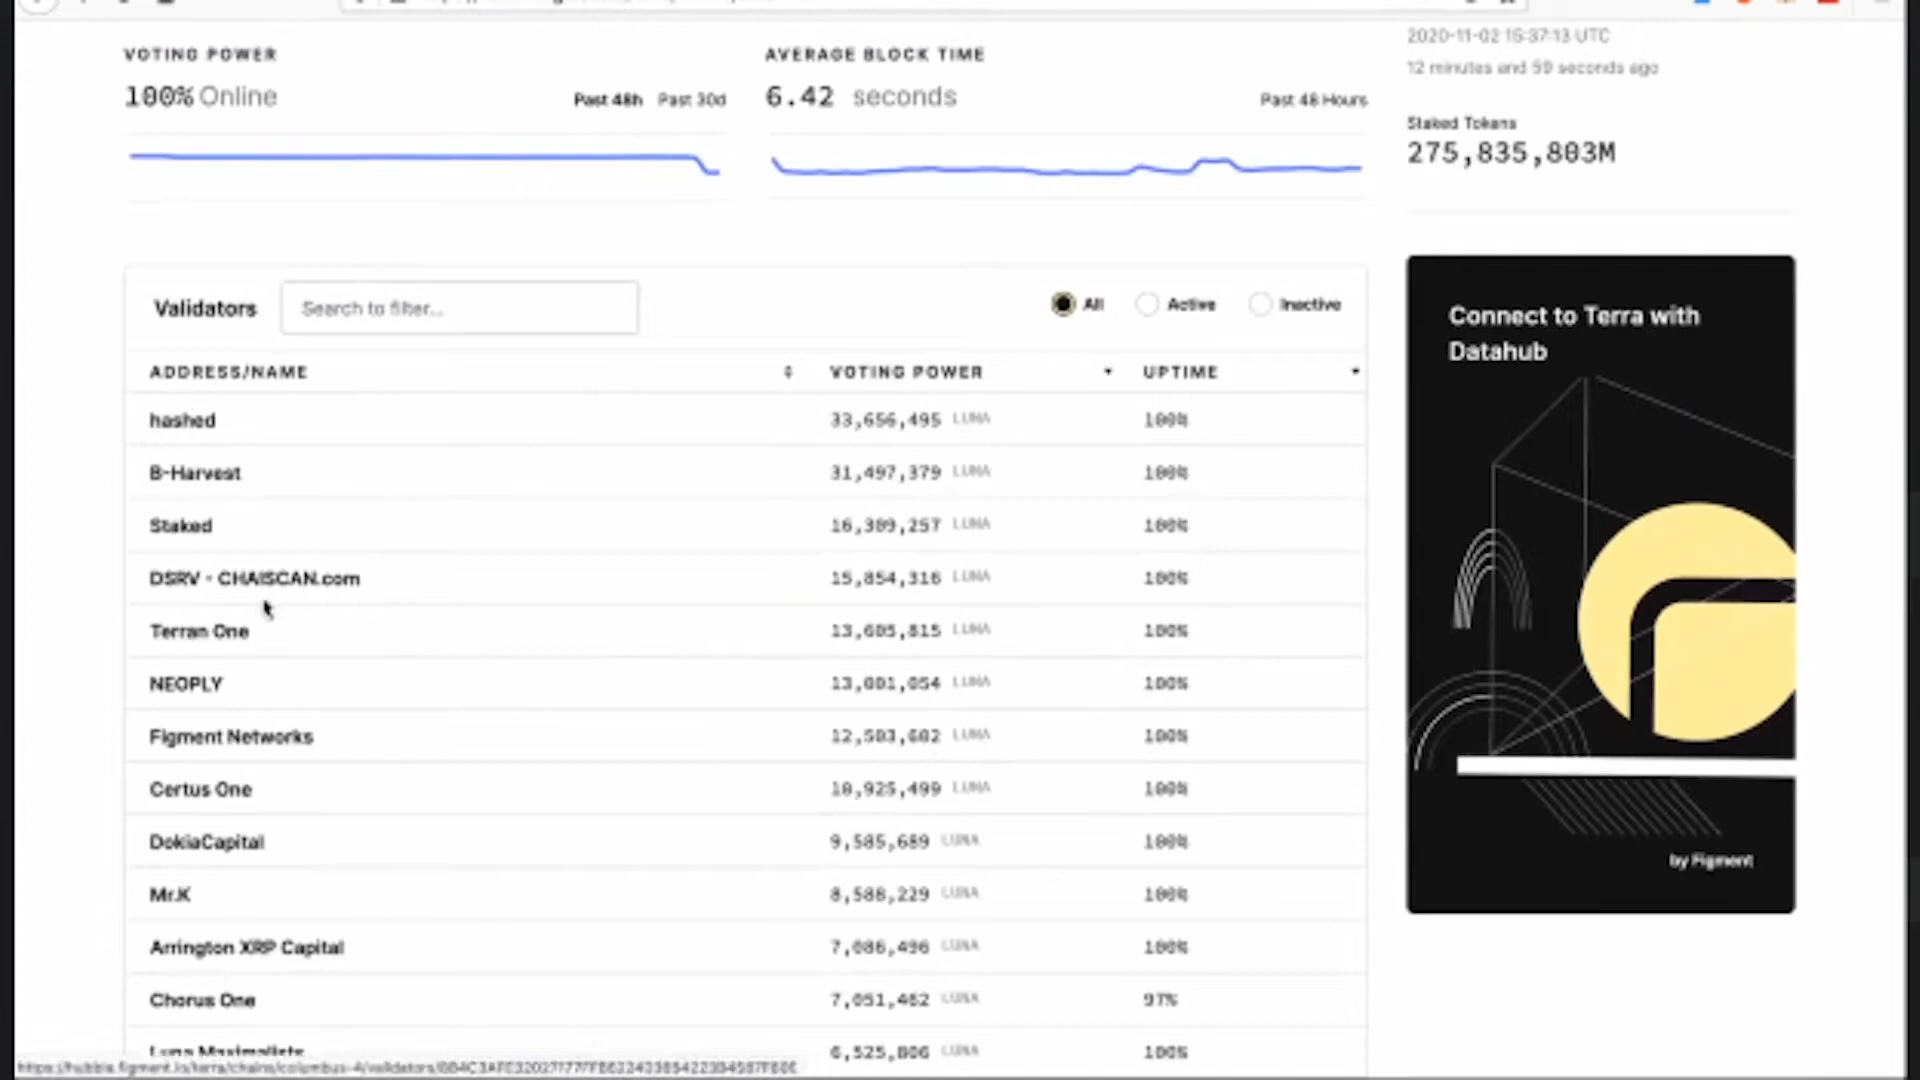 VOTING POWER
100% Online
Past 48h Past 30d
AVERAGE BLOCK TIME
6.42 seconds
Past 48 Hours
2020-11-02 15:37:13 UTC
12 minutes and 59 seconds ago
Staked Tokens
275,835,803M
Validators
Search to filter...
All Active Inactive
ADDRESS/NAME VOTING POWER UPTIME
hashed 33,656,495 LUNA 100%
B-Harvest 31,497,379 LUNA 100%
Staked 16,309,257 LUNA 100%
DSRV - CHAISCAN.com 15,854,316 LUNA 100%
Terran One 13,605,815 LUNA 100%
NEOPLY 13,001,054 LUNA 100%
Figment Networks 12,503,602 LUNA 100%
Certus One 10,925,499 LUNA 100%
DokiaCapital 9,585,689 LUNA 100%
Mr.K 8,588,229 LUNA 100%
Arrington XRP Capital 7,086,496 LUNA 100%
Chorus One 7,051,462 LUNA 97%
Luna Maximalists 6,525,806 LUNA 100%
Connect to Terra with
Datahub
by Figment